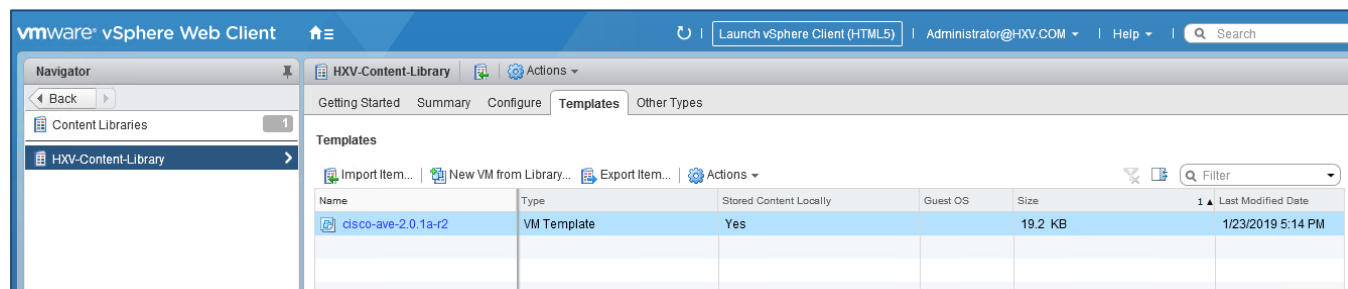 vmware® vSphere Web Client Launch vSphere Client (HTML5) Administrator@HXV.COM Help Search
Navigator
Back
Content Libraries 1
HXV-Content-Library
HXV-Content-Library Actions
Getting Started Summary Configure Templates Other Types
Templates
Import Item... New VM from Library... Export Item... Actions Filter
Name Type Stored Content Locally Guest OS Size 1 Last Modified Date
cisco-ave-2.0.1a-r2 VM Template Yes 19.2 KB 1/23/2019 5:14 PM